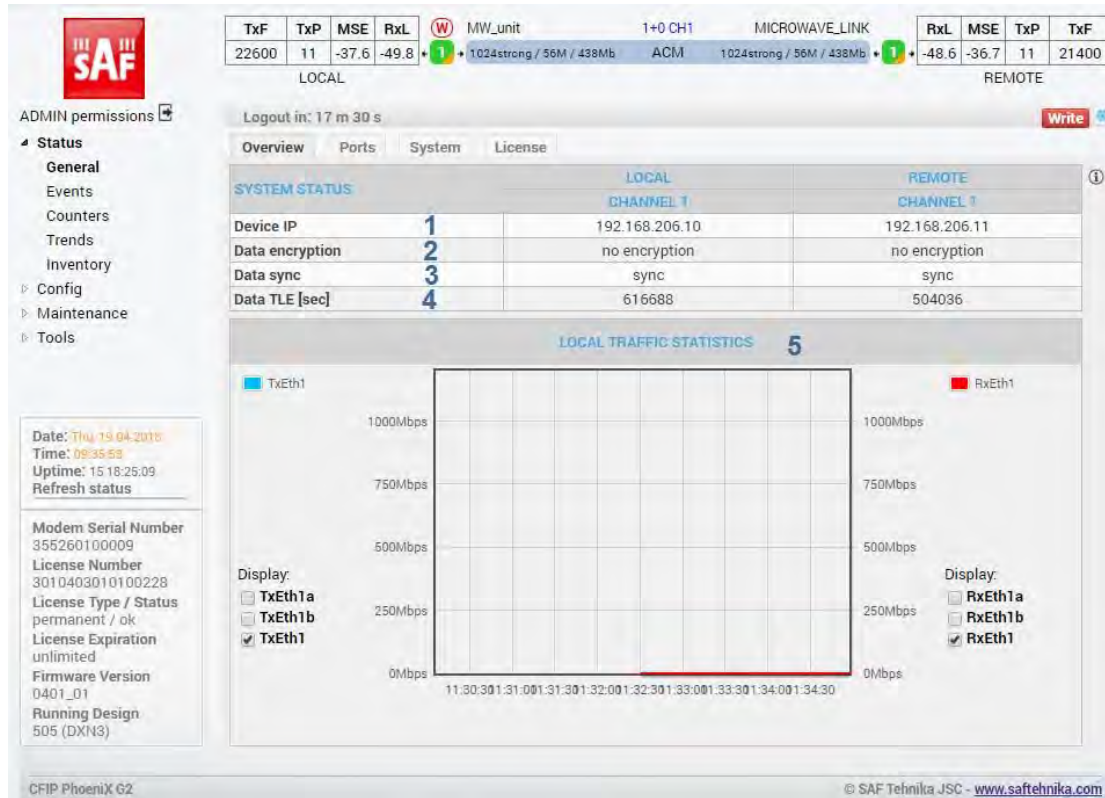 SAF
TxF TxP MSE RxL W MW_unit 1+0 CH1 MICROWAVE_LINK RxL MSE TxP TxF
22600 11 -37.6 -49.8 1 1024strong / 56M / 438Mb ACM 1024strong / 56M / 438Mb 1 -48.6 -36.7 11 21400
LOCAL REMOTE
ADMIN permissions
Logout in: 17 m 30 s Write
Status
General
Events
Counters
Trends
Inventory
Config
Maintenance
Tools
Overview Ports System License
SYSTEM STATUS LOCAL REMOTE
CHANNEL 1 CHANNEL 1
Device IP 1 192.168.206.10 192.168.206.11
Data encryption 2 no encryption no encryption
Data sync 3 sync sync
Data TLE [sec] 4 616688 504036
LOCAL TRAFFIC STATISTICS 5
TxEth1 RxEth1
1000Mbps 1000Mbps
750Mbps 750Mbps
500Mbps 500Mbps
250Mbps 250Mbps
0Mbps 0Mbps
11:30:30 11:31:00 11:31:30 11:32:00 11:32:30 11:33:00 11:33:30 11:34:00 11:34:30
Display:
TxEth1a
TxEth1b
TxEth1
Display:
RxEth1a
RxEth1b
RxEth1
Date: Thu, 19.04.2018
Time: 09:35:53
Uptime: 15 18:25:09
Refresh status
Modem Serial Number
355260100009
License Number
3010403010100228
License Type / Status
permanent / ok
License Expiration
unlimited
Firmware Version
0401_01
Running Design
505 (DXN3)
CFIP PhoeniX G2 © SAF Tehnika JSC - www.saftehnika.com